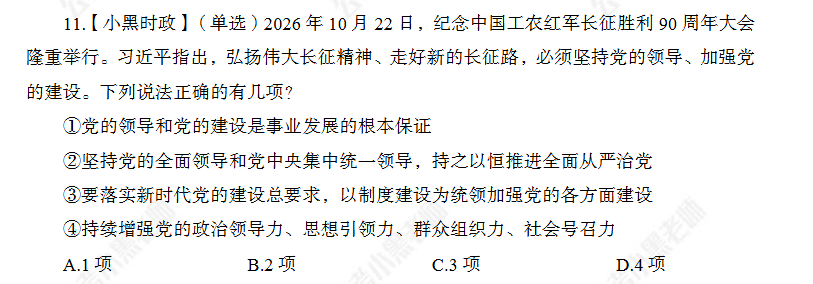 11.【小黑时政】（单选）2026 年 10 月 22 日，纪念中国工农红军长征胜利 90 周年大会
隆重举行。习近平指出，弘扬伟大长征精神、走好新的长征路，必须坚持党的领导、加强党
的建设。下列说法正确的有几项？
①党的领导和党的建设是事业发展的根本保证
②坚持党的全面领导和党中央集中统一领导，持之以恒推进全面从严治党
③要落实新时代党的建设总要求，以制度建设为统领加强党的各方面建设
④持续增强党的政治领导力、思想引领力、群众组织力、社会号召力
A.1 项 B.2 项 C.3 项 D.4 项